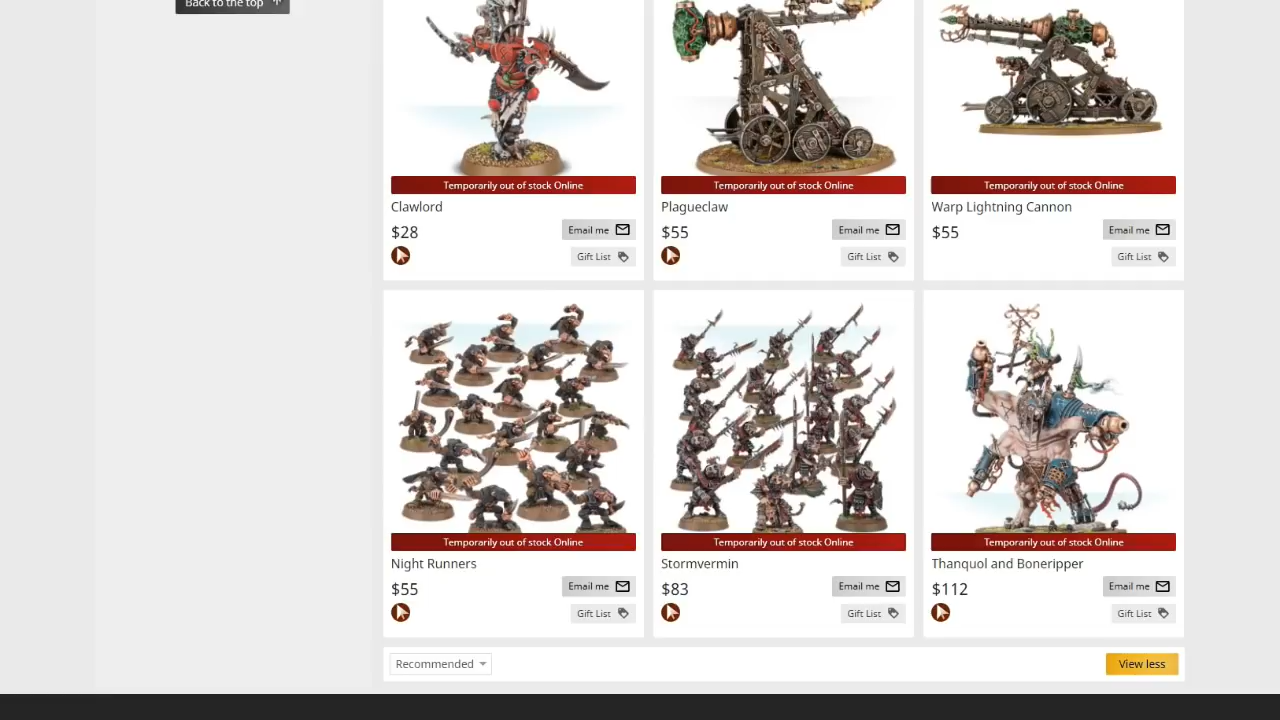 Back to the top
Temporarily out of stock Online
Clawlord
$28
Email me
Gift List
Temporarily out of stock Online
Plagueclaw
$55
Email me
Gift List
Temporarily out of stock Online
Warp Lightning Cannon
$55
Email me
Gift List
Temporarily out of stock Online
Night Runners
$55
Email me
Gift List
Temporarily out of stock Online
Stormvermin
$83
Email me
Gift List
Temporarily out of stock Online
Thanquol and Boneripper
$112
Email me
Gift List
Recommended
View less